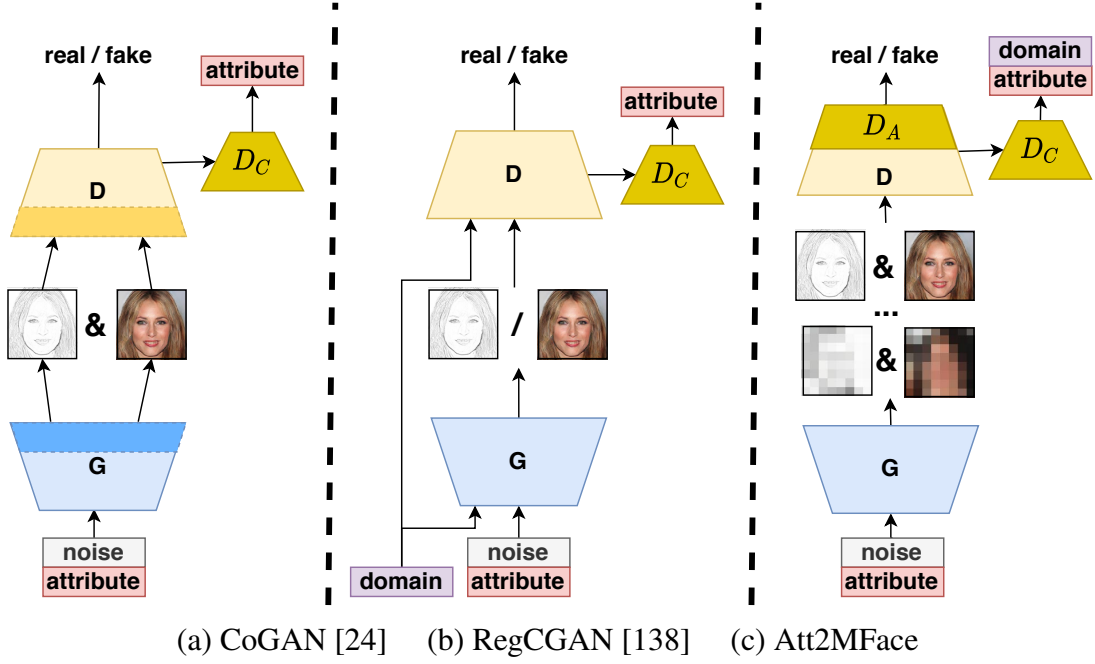 real / fake
attribute
D_C
D
&
G
noise
attribute
real / fake
attribute
D
D_C
/
G
domain
noise
attribute
real / fake
domain
attribute
D_A
D
D_C
&
...
&
G
noise
attribute
(a) CoGAN [24] (b) RegCGAN [138] (c) Att2MFace